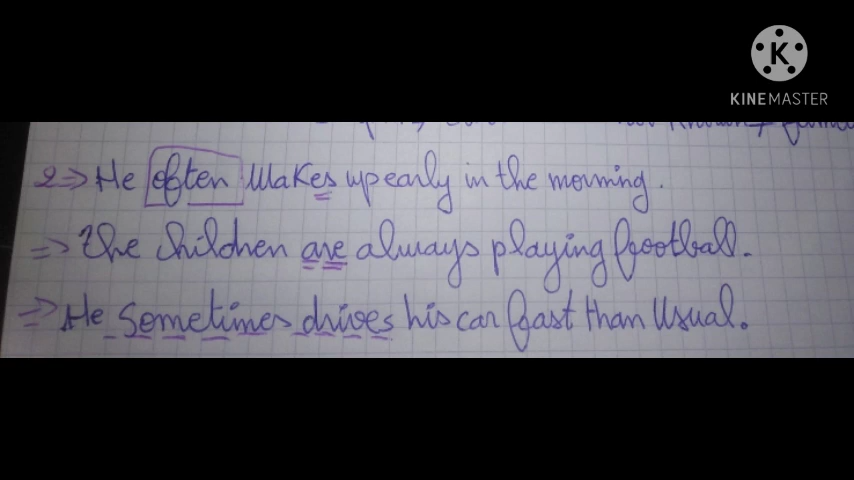 KINEMASTER
2⇒ He often wakes up early in the morning.
⇒ The children are always playing football.
⇒ He sometimes drives his car fast than usual.